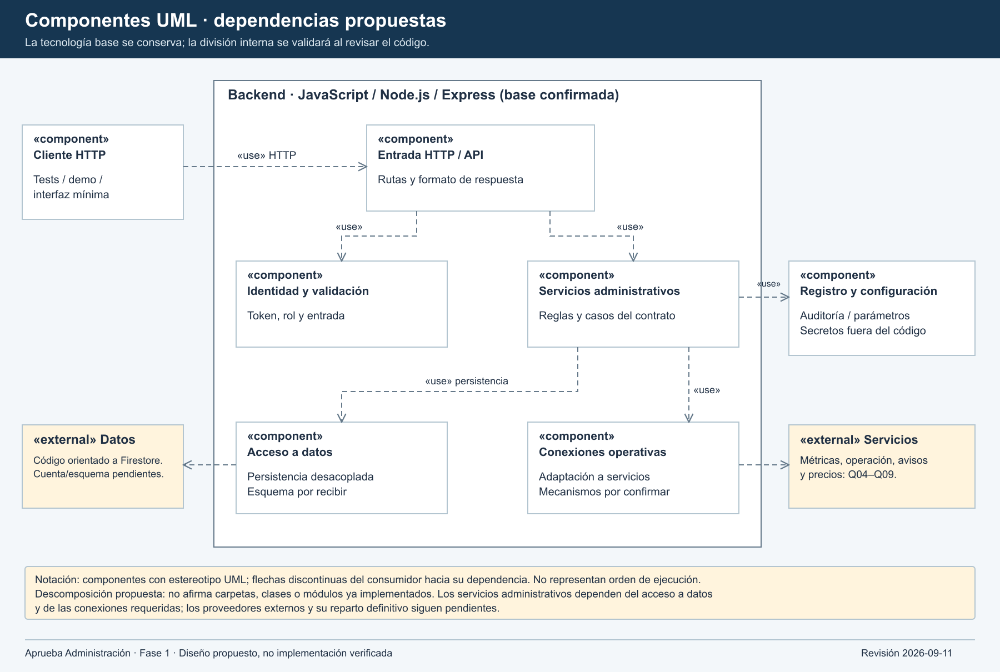 Componentes UML · dependencias propuestas
La tecnología base se conserva; la división interna se validará al revisar el código.
Backend · JavaScript / Node.js / Express (base confirmada)
«component»
Cliente HTTP
Tests / demo /
interfaz mínima
«use» HTTP
«component»
Entrada HTTP / API
Rutas y formato de respuesta
«use»
«use»
«component»
Identidad y validación
Token, rol y entrada
«component»
Servicios administrativos
Reglas y casos del contrato
«use»
«component»
Registro y configuración
Auditoría / parámetros
Secretos fuera del código
«use» persistencia
«use»
«external» Datos
Código orientado a Firestore.
Cuenta/esquema pendientes.
«component»
Acceso a datos
Persistencia desacoplada
Esquema por recibir
«component»
Conexiones operativas
Adaptación a servicios
Mecanismos por confirmar
«external» Servicios
Métricas, operación, avisos
y precios: Q04–Q09.
Notación: componentes con estereotipo UML; flechas discontinuas del consumidor hacia su dependencia. No representan orden de ejecución.
Descomposición propuesta: no afirma carpetas, clases o módulos ya implementados. Los servicios administrativos dependen del acceso a datos
y de las conexiones requeridas; los proveedores externos y su reparto definitivo siguen pendientes.
Aprueba Administración · Fase 1 · Diseño propuesto, no implementación verificada
Revisión 2026-09-11